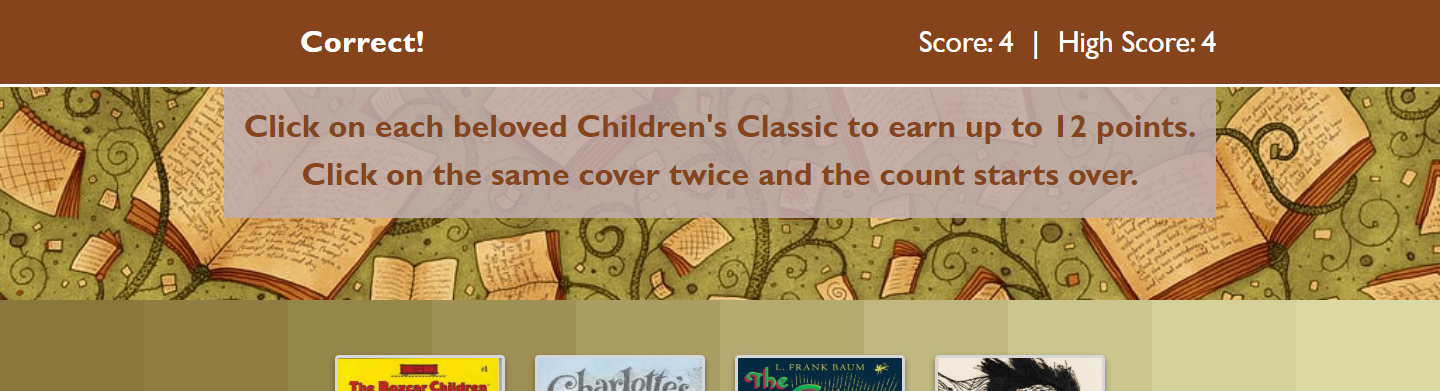 Correct!
Score: 4 | High Score: 4
Click on each beloved Children's Classic to earn up to 12 points.
Click on the same cover twice and the count starts over.
#1
The Boxcar Children
Charlotte's
L. FRANK BAUM
The